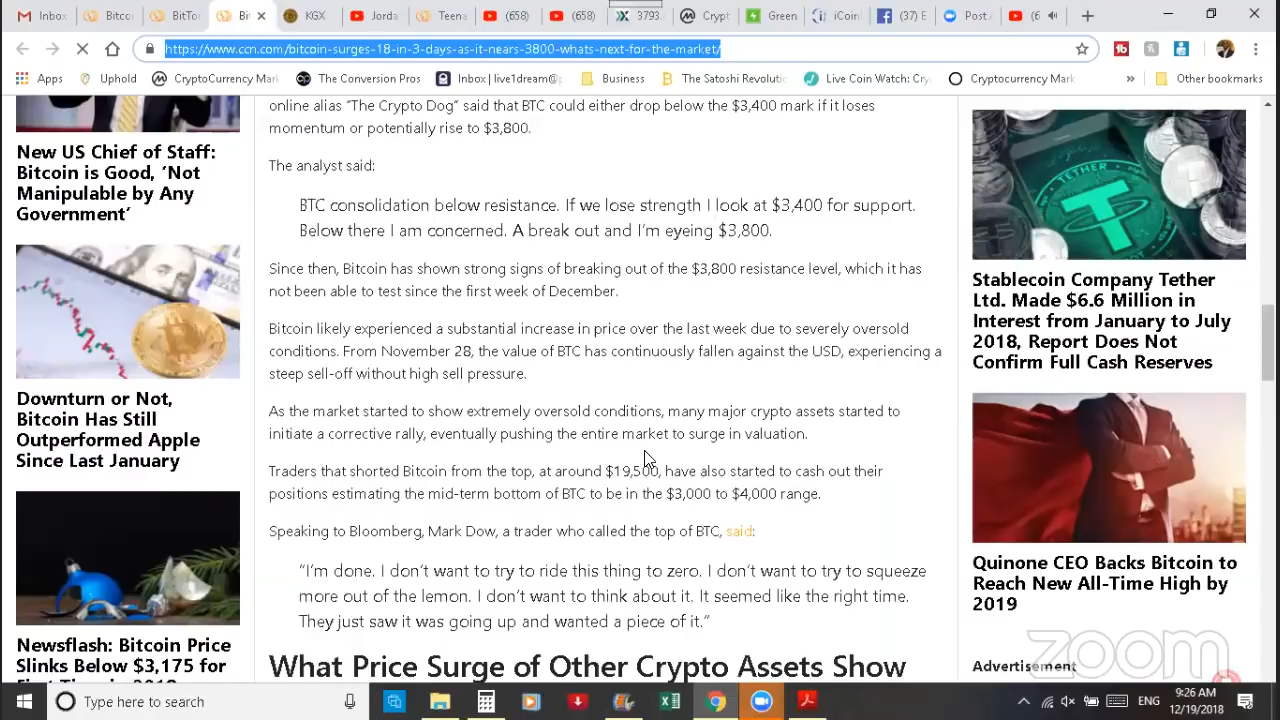 Inbox
Bitco
BitTo
Bi
KGX
Jorda
Teena
(658)
(658)
3793.
Crypt
Green
iCoin
(37) E
Post
(6
https://www.ccn.com/bitcoin-surges-18-in-3-days-as-it-nears-3800-whats-next-for-the-market/
Apps
Uphold
CryptoCurrency Mar
The Conversion Pros
Inbox | live1dream@
Business
The Satoshi Revoluti
Live Coin Watch: Cry
Cryptocurrency Mark
»
Other bookmarks
New US Chief of Staff:
Bitcoin is Good, ‘Not
Manipulable by Any
Government’
Downturn or Not,
Bitcoin Has Still
Outperformed Apple
Since Last January
Newsflash: Bitcoin Price
Slinks Below $3,175 for
online alias “The Crypto Dog” said that BTC could either drop below the $3,400 mark if it loses
momentum or potentially rise to $3,800.
The analyst said:
BTC consolidation below resistance. If we lose strength I look at $3,400 for support.
Below there I am concerned. A break out and I’m eyeing $3,800.
Since then, Bitcoin has shown strong signs of breaking out of the $3,800 resistance level, which it has
not been able to test since the first week of December.
Bitcoin likely experienced a substantial increase in price over the last week due to severely oversold
conditions. From November 28, the value of BTC has continuously fallen against the USD, experiencing a
steep sell-off without high sell pressure.
As the market started to show extremely oversold conditions, many major crypto assets started to
initiate a corrective rally, eventually pushing the entire market to surge in valuation.
Traders that shorted Bitcoin from the top, at around $19,500, have also started to cash out their
positions estimating the mid-term bottom of BTC to be in the $3,000 to $4,000 range.
Speaking to Bloomberg, Mark Dow, a trader who called the top of BTC, said:
“I’m done. I don’t want to try to ride this thing to zero. I don’t want to try to squeeze
more out of the lemon. I don’t want to think about it. It seemed like the right time.
They just saw it was going up and wanted a piece of it.”
What Price Surge of Other Crypto Assets Show
Stablecoin Company Tether
Ltd. Made $6.6 Million in
Interest from January to July
2018, Report Does Not
Confirm Full Cash Reserves
Quinone CEO Backs Bitcoin to
Reach New All-Time High by
2019
Advertisement
zoom
Type here to search
ENG
9:26 AM
12/19/2018